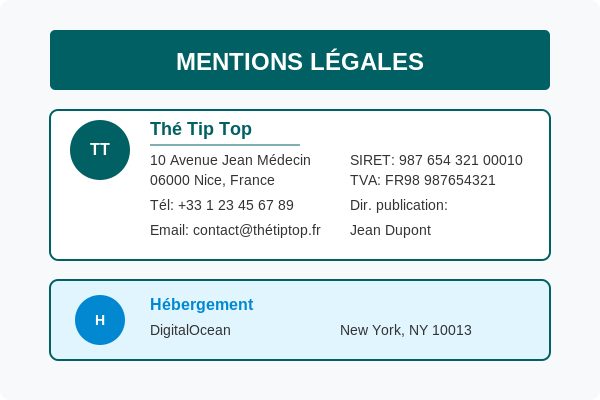 MENTIONS LÉGALES
TT
Thé Tip Top
10 Avenue Jean Médecin
06000 Nice, France
Tél: +33 1 23 45 67 89
Email: contact@thétiptop.fr
SIRET: 987 654 321 00010
TVA: FR98 987654321
Dir. publication:
Jean Dupont
H
Hébergement
DigitalOcean
New York, NY 10013